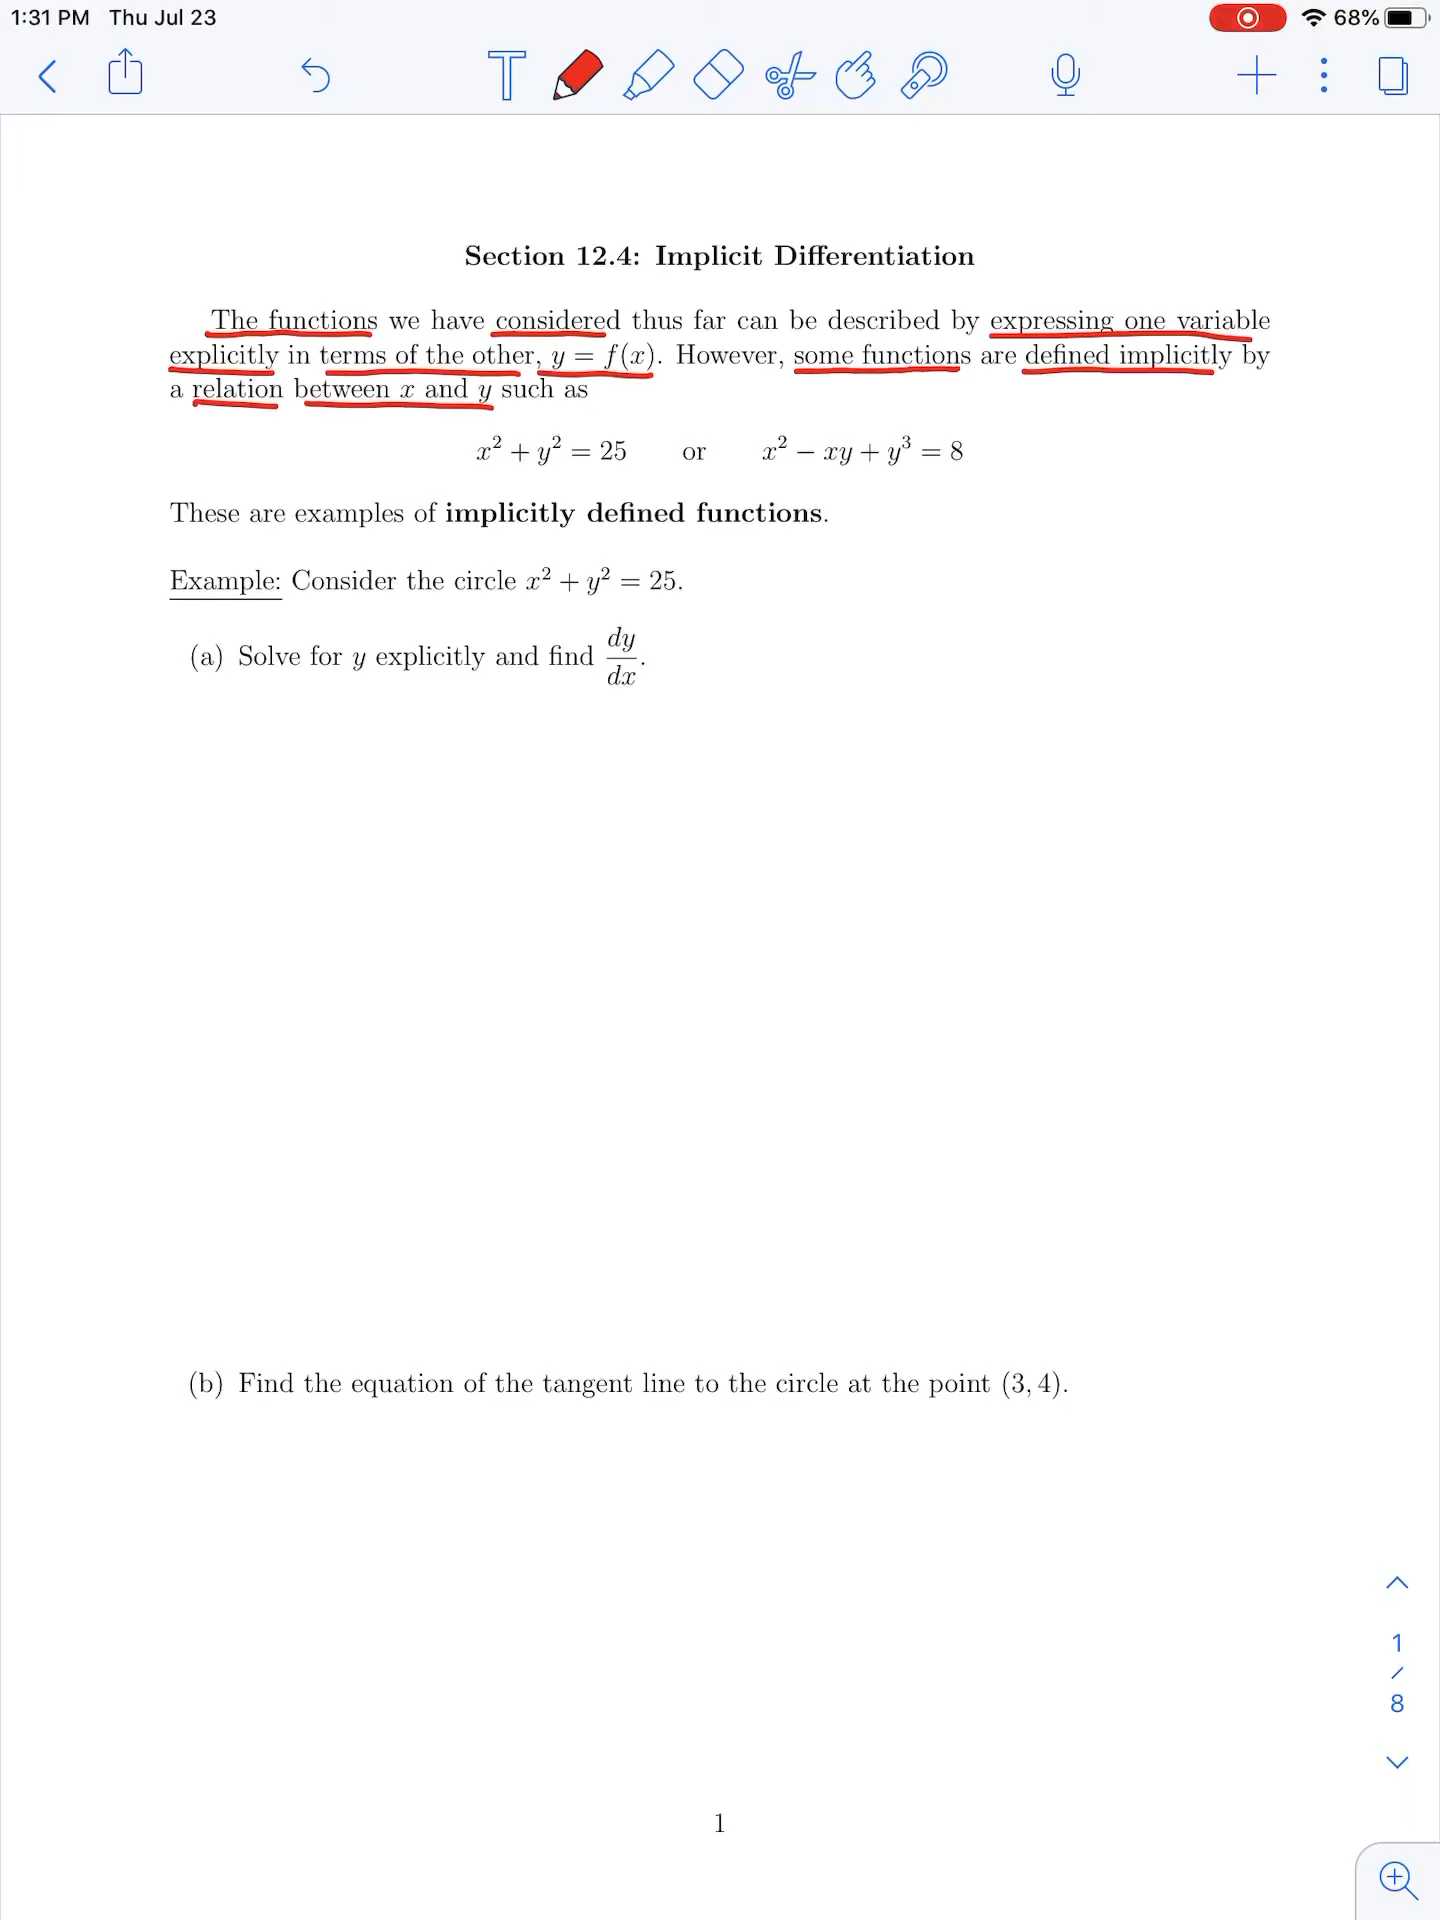 1:31 PM Thu Jul 23
68%
Section 12.4: Implicit Differentiation
The functions we have considered thus far can be described by expressing one variable
explicitly in terms of the other, y = f(x). However, some functions are defined implicitly by
a relation between x and y such as
x² + y² = 25 or x² − xy + y³ = 8
These are examples of implicitly defined functions.
Example: Consider the circle x² + y² = 25.
(a) Solve for y explicitly and find dy/dx.
(b) Find the equation of the tangent line to the circle at the point (3, 4).
1
/
8
1